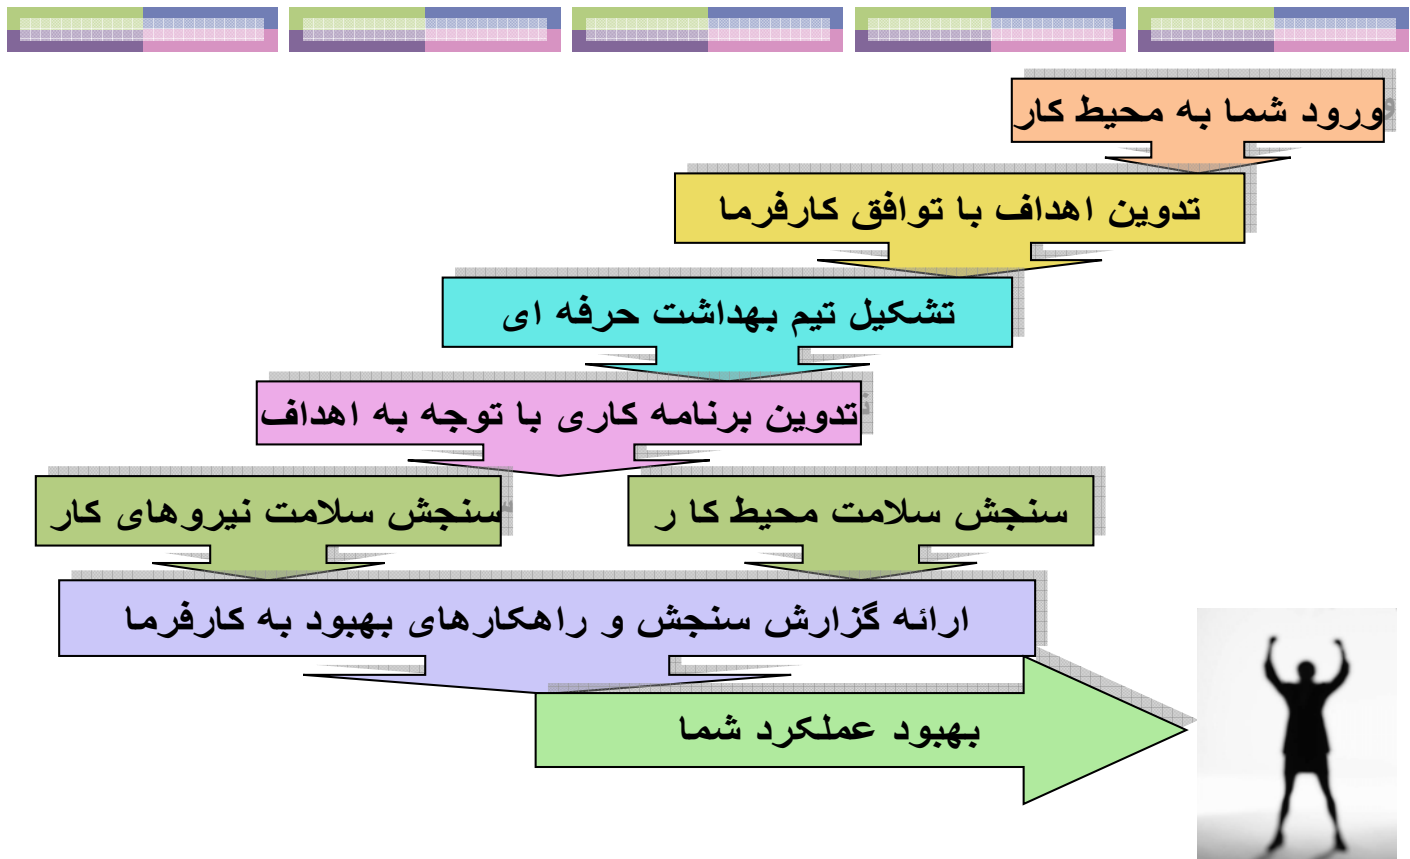 ورود شما به محیط کار
تدوین اهداف با توافق کارفرما
تشکیل تیم بهداشت حرفه ای
تدوین برنامه کاری با توجه به اهداف
سنجش سلامت محیط کا ر
سنجش سلامت نیروهای کار
ارائه گزارش سنجش و راهکارهای بهبود به کارفرما
بهبود عملکرد شما